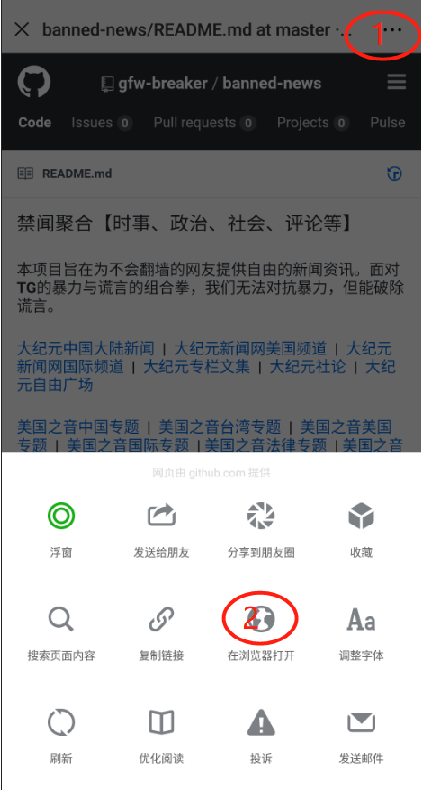 banned-news/README.md at master ·...
1
gfw-breaker / banned-news
Code Issues 0 Pull requests 0 Projects 0 Pulse
README.md
禁闻聚合【时事、政治、社会、评论等】
本项目旨在为不会翻墙的网友提供自由的新闻资讯。面对
TG的暴力与谎言的组合拳，我们无法对抗暴力，但能破除
谎言。
大纪元中国大陆新闻 | 大纪元新闻网美国频道 | 大纪元
新闻网国际频道 | 大纪元专栏文集 | 大纪元社论 | 大纪
元自由广场
美国之音中国专题 | 美国之音台湾专题 | 美国之音美国
专题 | 美国之音国际专题 | 美国之音法律专题 | 美国之音
网页由 github.com 提供
浮窗 发送给朋友 分享到朋友圈 收藏
2
Aa
搜索页面内容 复制链接 在浏览器打开 调整字体
刷新 优化阅读 投诉 发送邮件